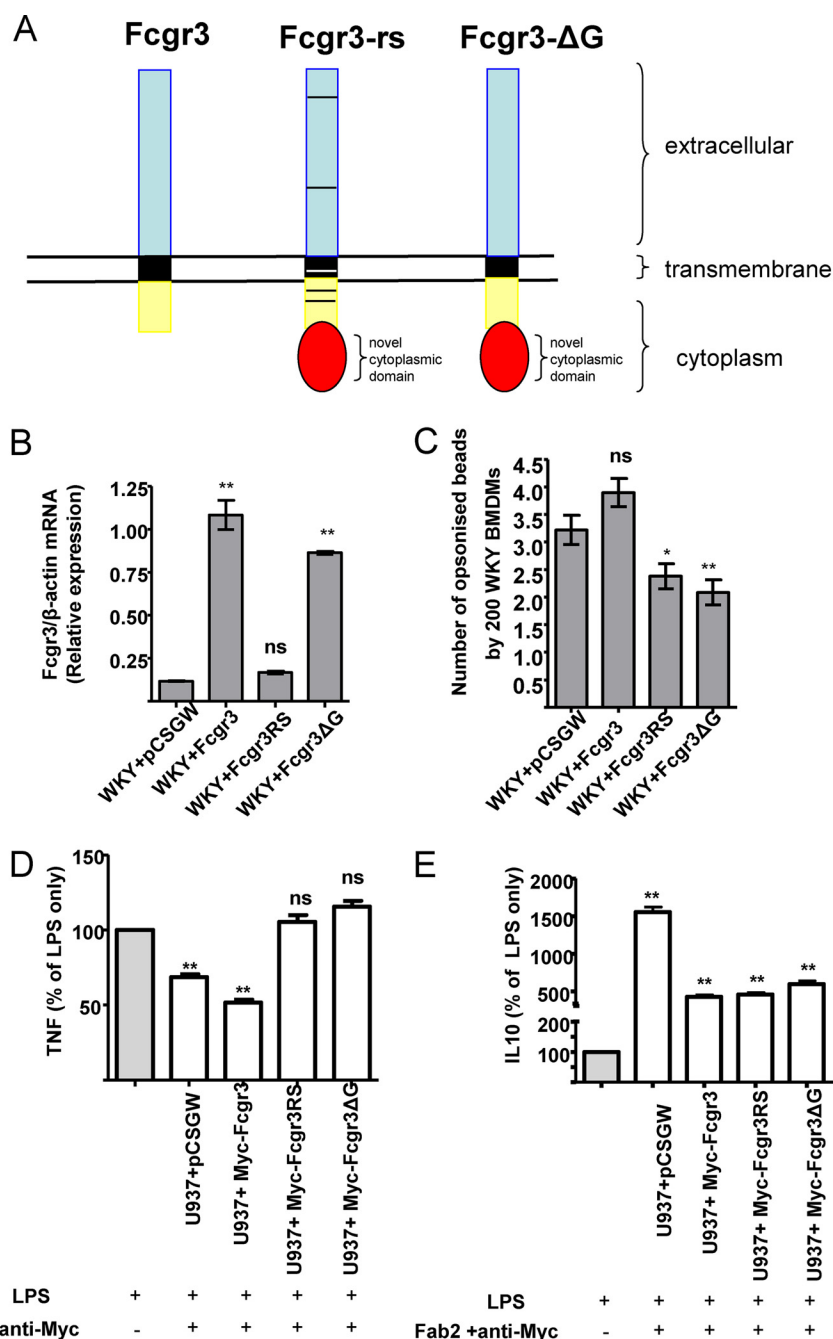 A
Fcgr3
Fcgr3-rs
Fcgr3-ΔG
extracellular
transmembrane
cytoplasm
novel
cytoplasmic
domain
novel
cytoplasmic
domain
B
Fcgr3/β-actin mRNA
(Relative expression)
1.25
1.00
0.75
0.50
0.25
**
ns
**
WKY+pCSGW
WKY+Fcgr3
WKY+Fcgr3RS
WKY+Fcgr3ΔG
C
Number of opsonised beads
by 200 WKY BMDMs
4.5
4.0
3.5
3.0
2.5
2.0
1.5
1.0
0.5
ns
*
**
WKY+pCSGW
WKY+Fcgr3
WKY+Fcgr3RS
WKY+Fcgr3ΔG
D
TNF (% of LPS only)
150
100
50
**
**
ns
ns
U937+pCSGW
U937+ Myc-Fcgr3
U937+ Myc-Fcgr3RS
U937+ Myc-Fcgr3ΔG
LPS + + + + +
anti-Myc - + + + +
E
IL10 (% of LPS only)
2000
1500
1000
500
200
100
**
**
**
**
U937+pCSGW
U937+ Myc-Fcgr3
U937+ Myc-Fcgr3RS
U937+ Myc-Fcgr3ΔG
LPS + + + + +
Fab2 +anti-Myc - + + + +